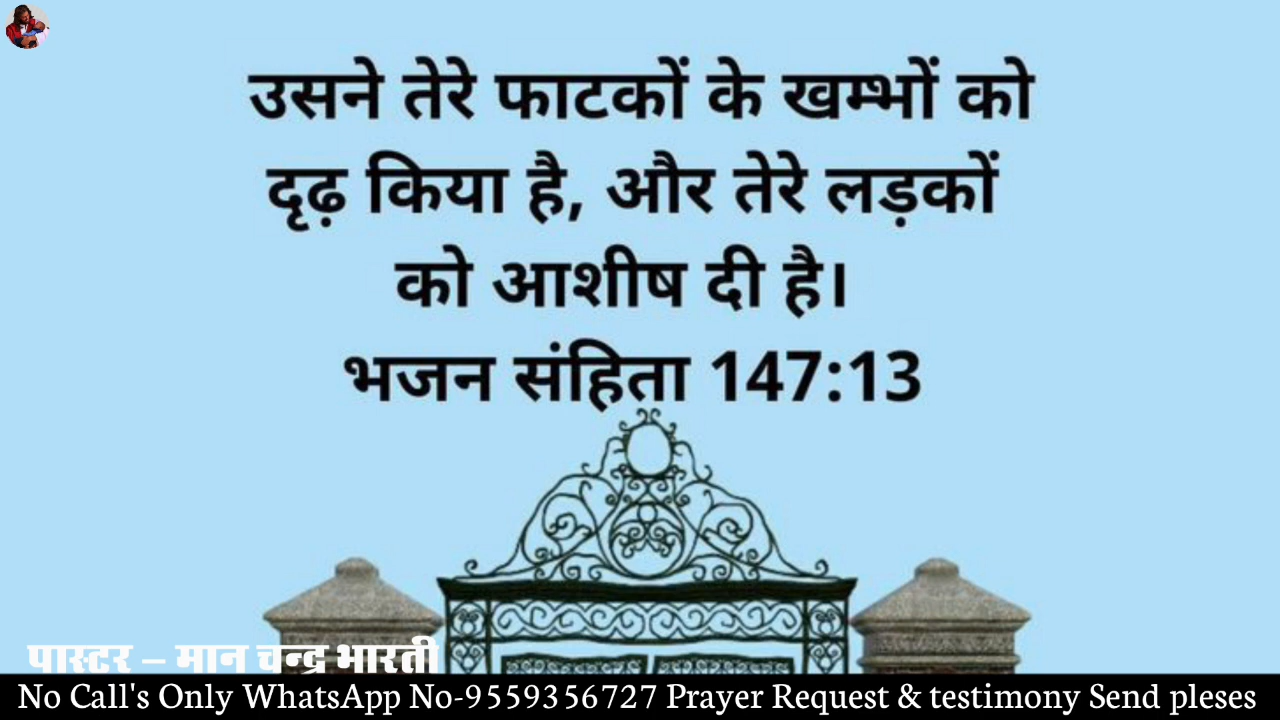 उसने तेरे फाटकों के खम्भों को
दृढ़ किया है, और तेरे लड़कों
को आशीष दी है।
भजन संहिता 147:13
पास्टर – मान चन्द्र भारती
No Call's Only WhatsApp No-9559356727 Prayer Request & testimony Send pleses